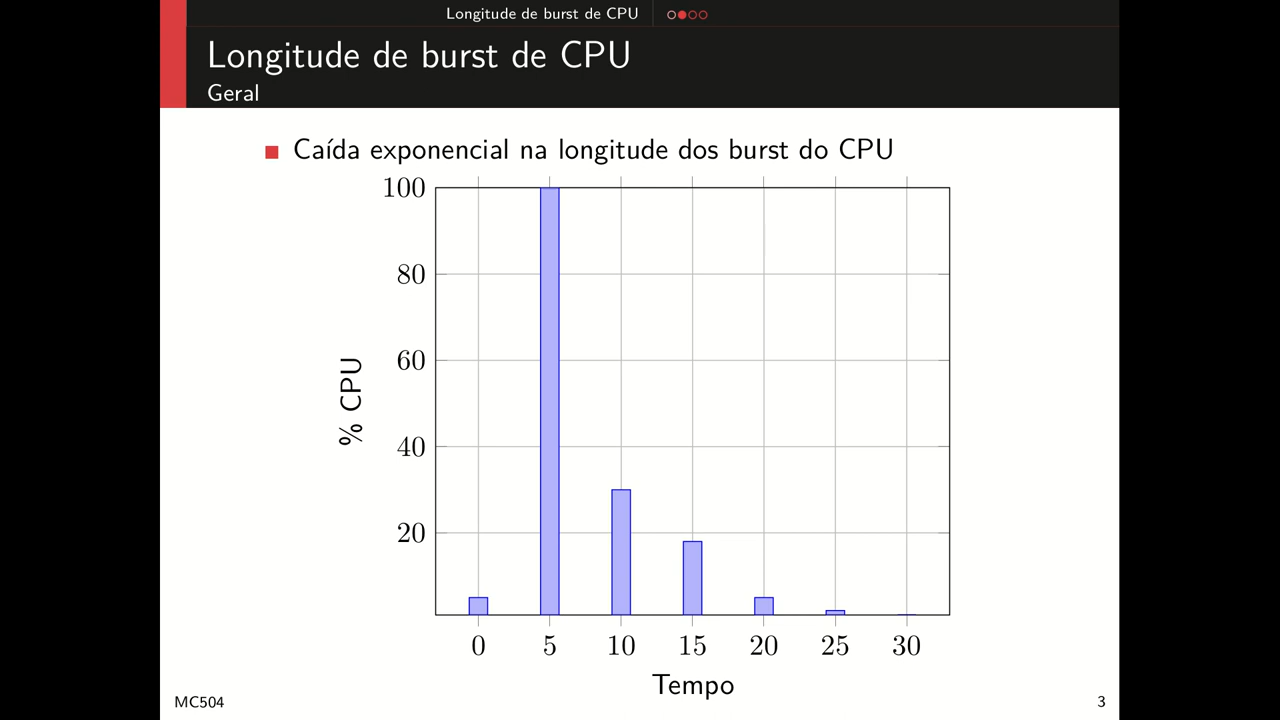 Longitude de burst de CPU
Longitude de burst de CPU
Geral
Caída exponencial na longitude dos burst do CPU
100
80
60
40
20
% CPU
0 5 10 15 20 25 30
Tempo
MC504
3